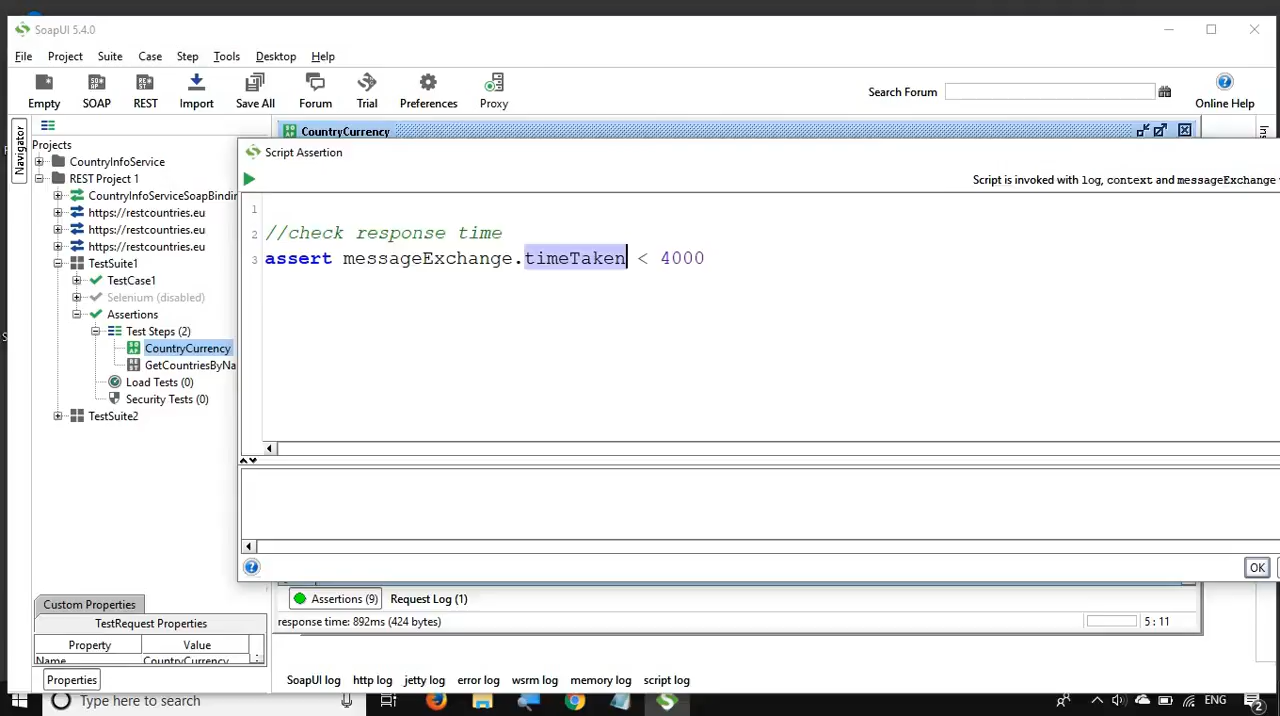 SoapUI 5.4.0
File Project Suite Case Step Tools Desktop Help
Empty SOAP REST Import Save All Forum Trial Preferences Proxy
Search Forum
Online Help
Navigator
Projects
CountryInfoService
REST Project 1
CountryInfoServiceSoapBindin
https://restcountries.eu
https://restcountries.eu
https://restcountries.eu
TestSuite1
TestCase1
Selenium (disabled)
Assertions
Test Steps (2)
CountryCurrency
GetCountriesByNa
Load Tests (0)
Security Tests (0)
TestSuite2
CountryCurrency
Script Assertion
Script is invoked with log, context and messageExchange
1
2 //check response time
3 assert messageExchange.timeTaken < 4000
OK
Assertions (9) Request Log (1)
response time: 892ms (424 bytes)
5 : 11
Custom Properties
TestRequest Properties
Property Value
Name CountryCurrency
Properties
SoapUI log http log jetty log error log wsrm log memory log script log
Type here to search
ENG
2